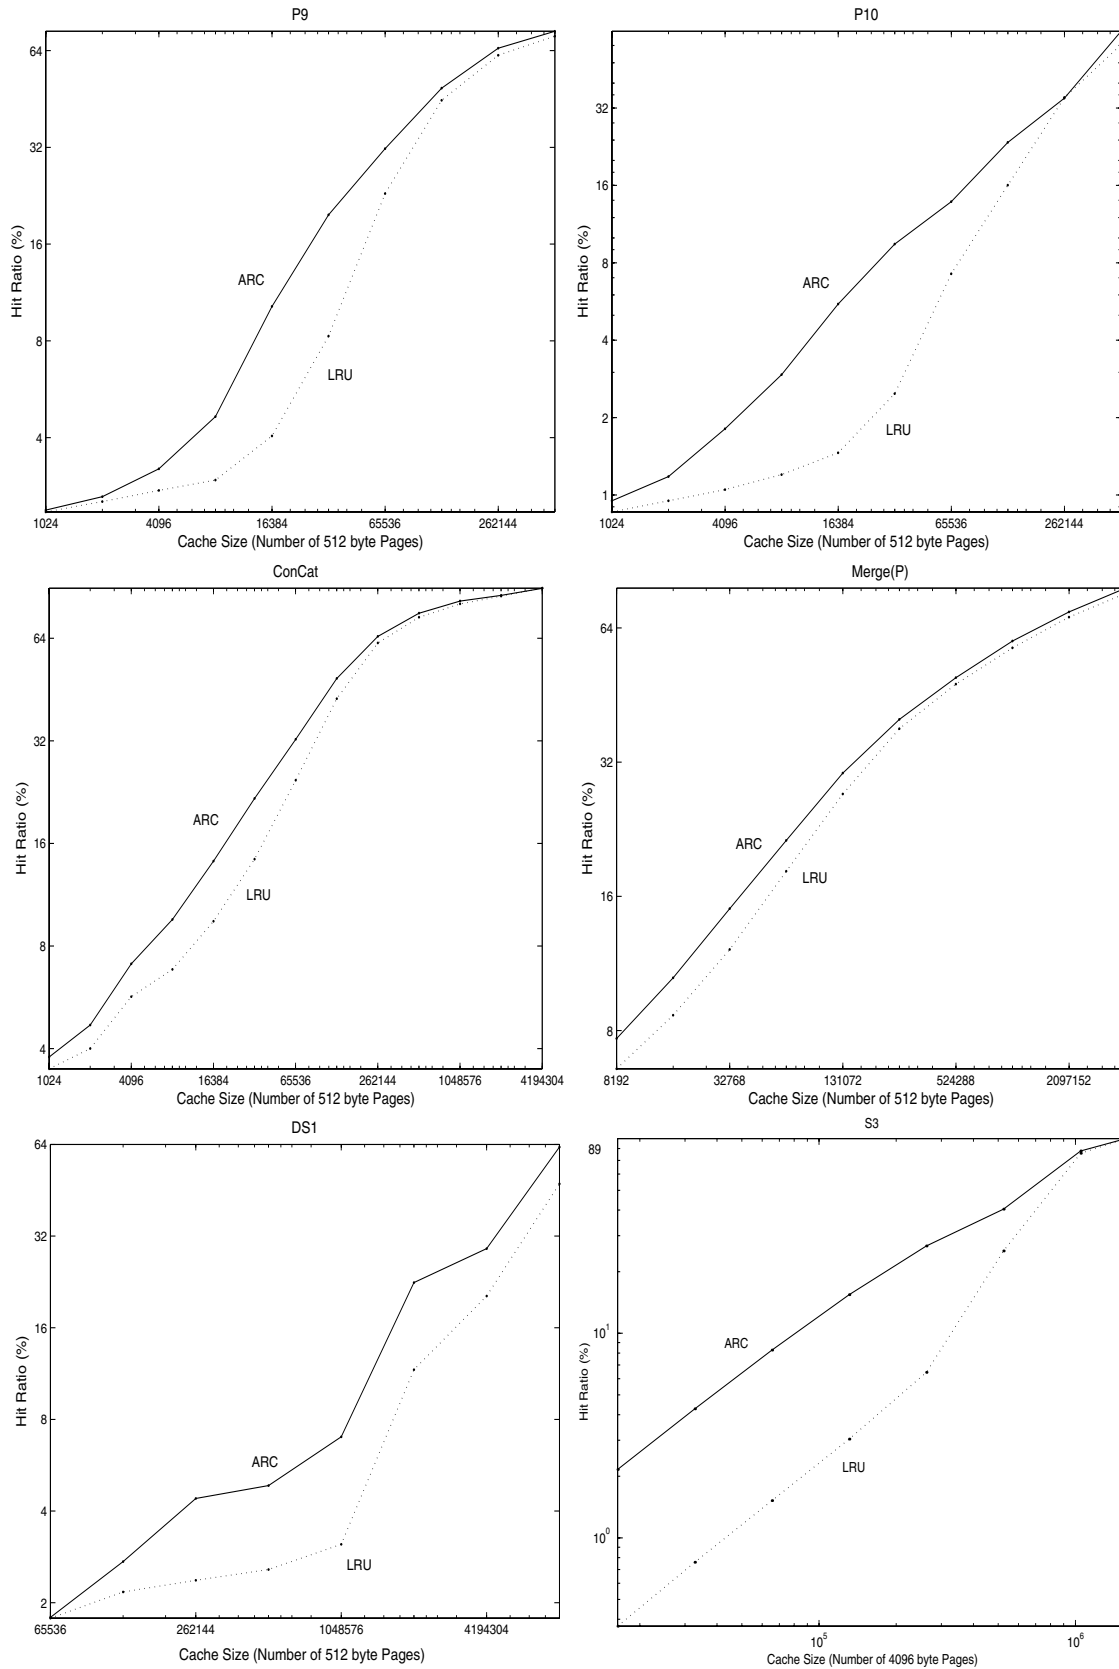 P9
64
32
16
8
4
Hit Ratio (%)
ARC
LRU
1024 4096 16384 65536 262144
Cache Size (Number of 512 byte Pages)
P10
32
16
8
4
2
1
Hit Ratio (%)
ARC
LRU
1024 4096 16384 65536 262144
Cache Size (Number of 512 byte Pages)
ConCat
64
32
16
8
4
Hit Ratio (%)
ARC
LRU
1024 4096 16384 65536 262144 1048576 4194304
Cache Size (Number of 512 byte Pages)
Merge(P)
64
32
16
8
Hit Ratio (%)
ARC
LRU
8192 32768 131072 524288 2097152
Cache Size (Number of 512 byte Pages)
DS1
64
32
16
8
4
2
Hit Ratio (%)
ARC
LRU
65536 262144 1048576 4194304
Cache Size (Number of 512 byte Pages)
S3
89
10¹
10⁰
Hit Ratio (%)
ARC
LRU
10⁵ 10⁶
Cache Size (Number of 4096 byte Pages)